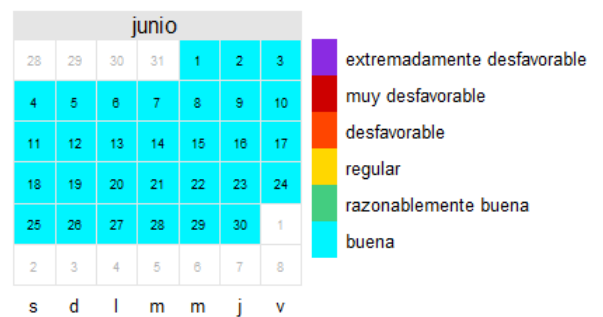 junio
28 29 30 31 1 2 3
4 5 6 7 8 9 10
11 12 13 14 15 16 17
18 19 20 21 22 23 24
25 26 27 28 29 30 1
2 3 4 5 6 7 8
s d l m m j v
extremadamente desfavorable
muy desfavorable
desfavorable
regular
razonablemente buena
buena